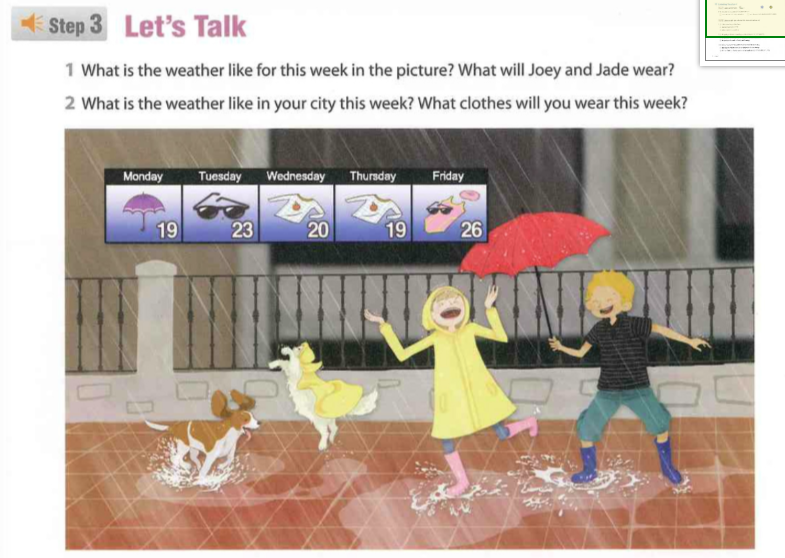 Step 3 Let's Talk
1 What is the weather like for this week in the picture? What will Joey and Jade wear?
2 What is the weather like in your city this week? What clothes will you wear this week?
Monday Tuesday Wednesday Thursday Friday
19 23 20 19 26